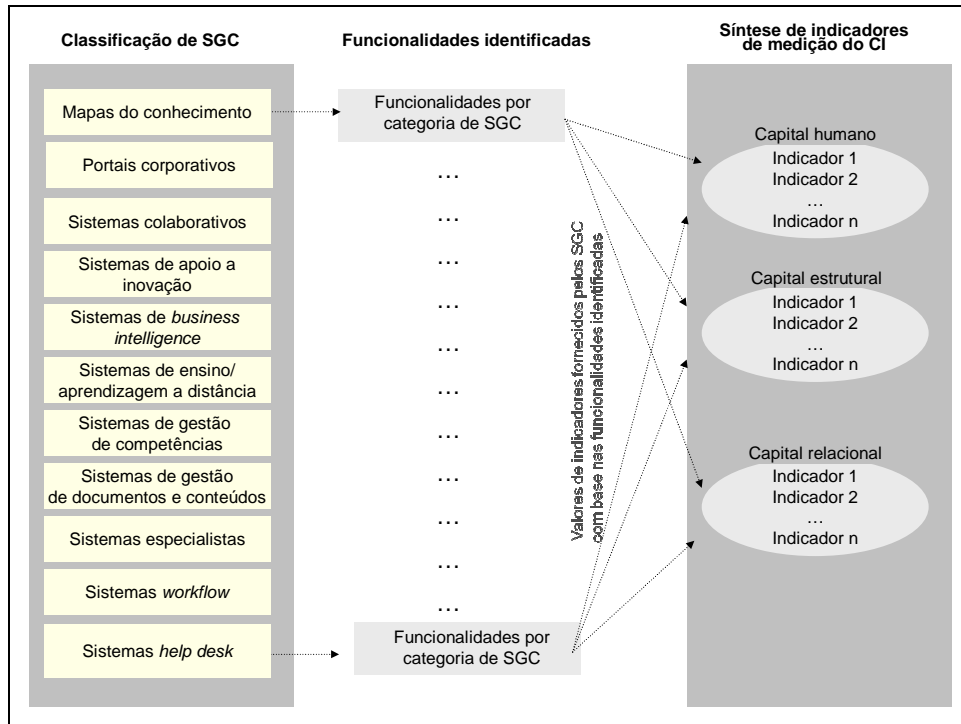 Classificação de SGC
Funcionalidades identificadas
Síntese de indicadores
de medição do CI
Mapas do conhecimento
Portais corporativos
Sistemas colaborativos
Sistemas de apoio a
inovação
Sistemas de business
intelligence
Sistemas de ensino/
aprendizagem a distância
Sistemas de gestão
de competências
Sistemas de gestão
de documentos e conteúdos
Sistemas especialistas
Sistemas workflow
Sistemas help desk
Funcionalidades por
categoria de SGC
...
...
...
...
...
...
...
...
...
...
...
Funcionalidades por
categoria de SGC
Valores de indicadores fornecidos pelos SGC
com base nas funcionalidades identificadas
Capital humano
Indicador 1
Indicador 2
...
Indicador n
Capital estrutural
Indicador 1
Indicador 2
...
Indicador n
Capital relacional
Indicador 1
Indicador 2
...
Indicador n